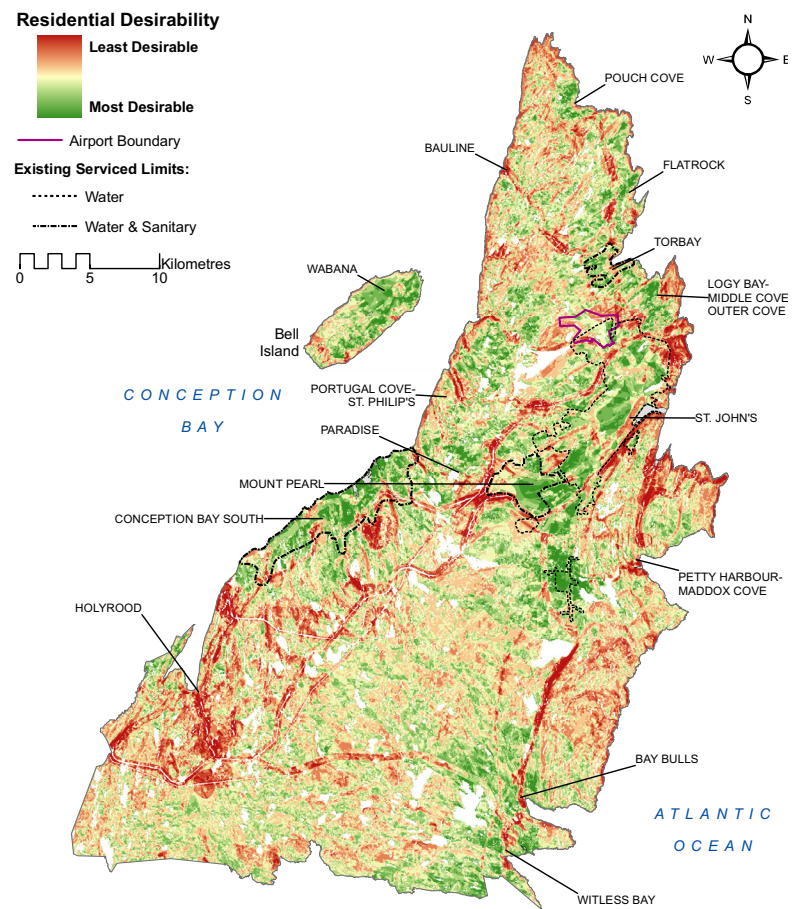 Residential Desirability
Least Desirable
Most Desirable
Airport Boundary
Existing Serviced Limits:
Water
Water & Sanitary
Kilometres
0 5 10
N
W E
S
POUCH COVE
BAULINE
FLATROCK
TORBAY
WABANA
LOGY BAY-
MIDDLE COVE
OUTER COVE
Bell
Island
CONCEPTION
BAY
PORTUGAL COVE-
ST. PHILIP'S
ST. JOHN'S
PARADISE
MOUNT PEARL
CONCEPTION BAY SOUTH
PETTY HARBOUR-
MADDOX COVE
HOLYROOD
BAY BULLS
ATLANTIC
OCEAN
WITLESS BAY